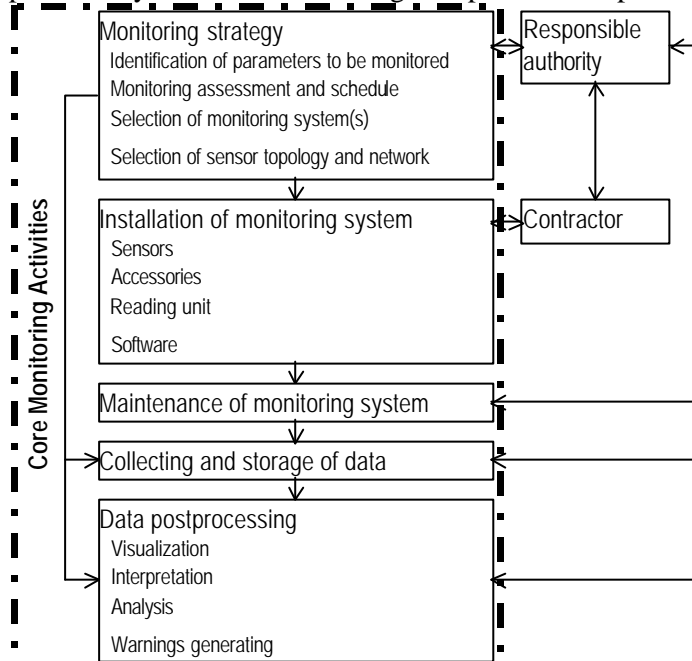 Monitoring strategy
Identification of parameters to be monitored
Monitoring assessment and schedule
Selection of monitoring system(s)
Selection of sensor topology and network
Responsible
authority
Installation of monitoring system
Sensors
Accessories
Reading unit
Software
Contractor
Maintenance of monitoring system
Collecting and storage of data
Data postprocessing
Visualization
Interpretation
Analysis
Warnings generating
Core Monitoring Activities